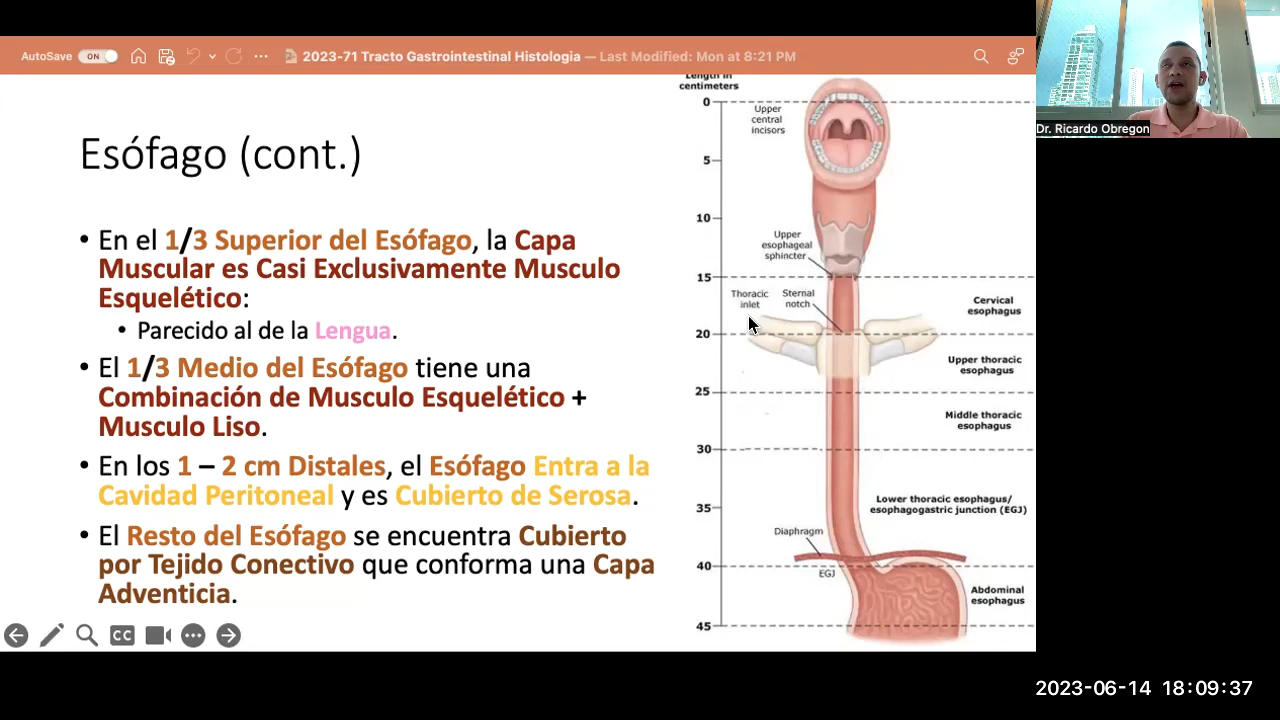 AutoSave ON 2023-71 Tracto Gastrointestinal Histologia — Last Modified: Mon at 8:21 PM
Dr. Ricardo Obregon
Esófago (cont.)
• En el 1/3 Superior del Esófago, la Capa
Muscular es Casi Exclusivamente Musculo
Esquelético:
• Parecido al de la Lengua.
• El 1/3 Medio del Esófago tiene una
Combinación de Musculo Esquelético +
Musculo Liso.
• En los 1 – 2 cm Distales, el Esófago Entra a la
Cavidad Peritoneal y es Cubierto de Serosa.
• El Resto del Esófago se encuentra Cubierto
por Tejido Conectivo que conforma una Capa
Adventicia.
Length in
centimeters
0
Upper
central
incisors
5
10
Upper
esophageal
sphincter
15
Thoracic
inlet
Sternal
notch
Cervical
esophagus
20
Upper thoracic
esophagus
25
Middle thoracic
esophagus
30
Lower thoracic esophagus/
esophagogastric junction (EGJ)
35
Diaphragm
40
EGJ
Abdominal
esophagus
45
CC
2023-06-14 18:09:37